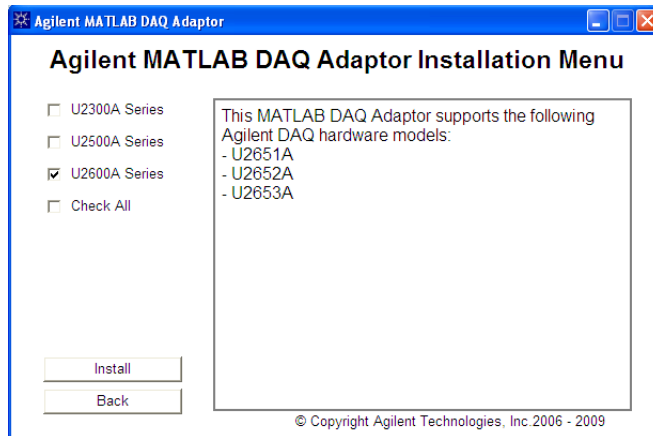 Agilent MATLAB DAQ Adaptor
Agilent MATLAB DAQ Adaptor Installation Menu
U2300A Series
U2500A Series
U2600A Series
Check All
This MATLAB DAQ Adaptor supports the following
Agilent DAQ hardware models:
- U2651A
- U2652A
- U2653A
Install
Back
© Copyright Agilent Technologies, Inc.2006 - 2009